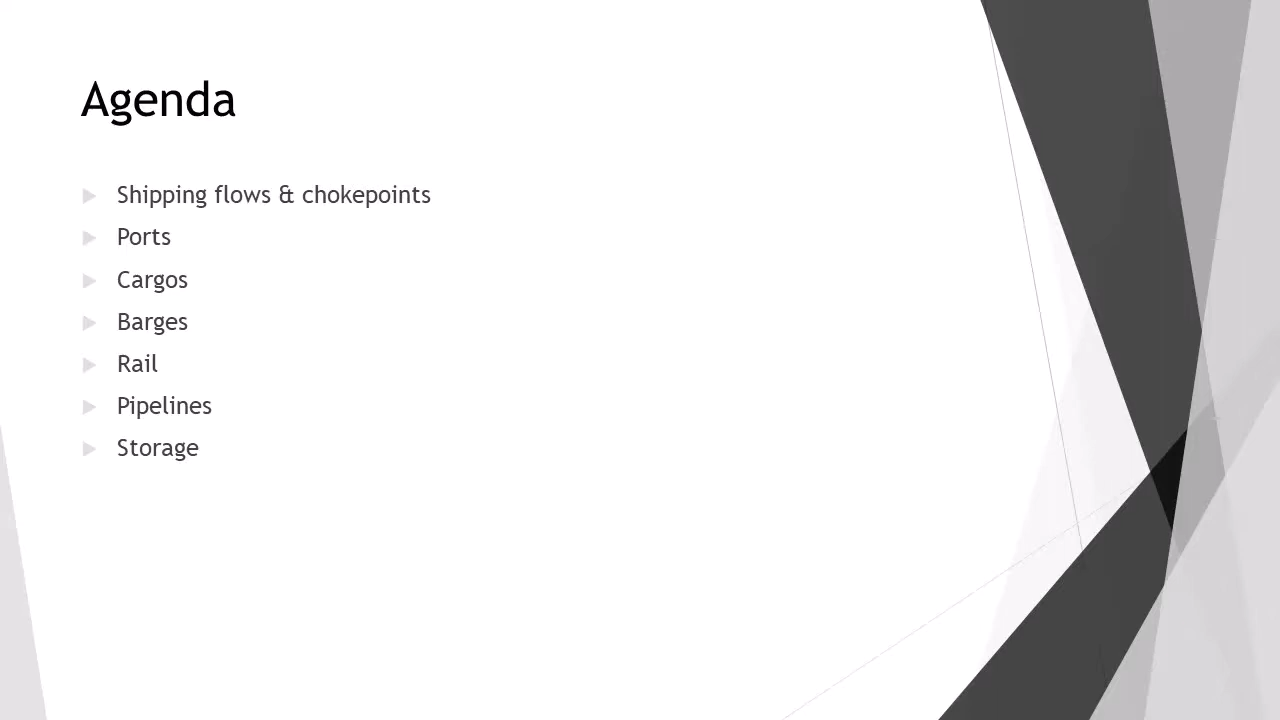 Agenda
Shipping flows & chokepoints
Ports
Cargos
Barges
Rail
Pipelines
Storage